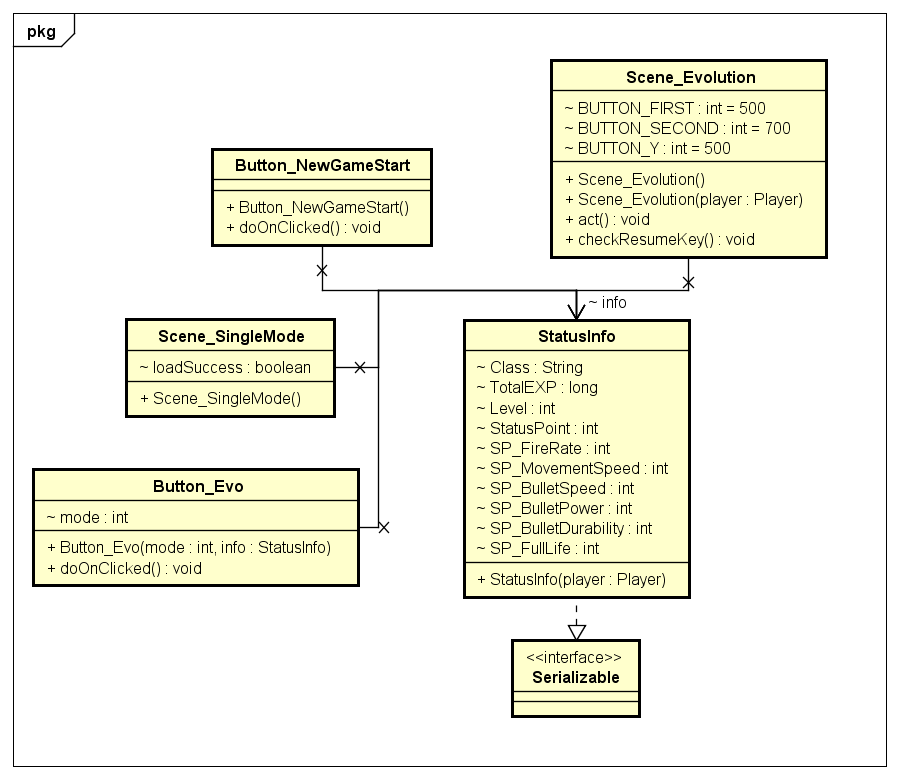 pkg
Scene_Evolution
~ BUTTON_FIRST : int = 500
~ BUTTON_SECOND : int = 700
~ BUTTON_Y : int = 500
+ Scene_Evolution()
+ Scene_Evolution(player : Player)
+ act() : void
+ checkResumeKey() : void
Button_NewGameStart
+ Button_NewGameStart()
+ doOnClicked() : void
~ info
Scene_SingleMode
~ loadSuccess : boolean
+ Scene_SingleMode()
StatusInfo
~ Class : String
~ TotalEXP : long
~ Level : int
~ StatusPoint : int
~ SP_FireRate : int
~ SP_MovementSpeed : int
~ SP_BulletSpeed : int
~ SP_BulletPower : int
~ SP_BulletDurability : int
~ SP_FullLife : int
+ StatusInfo(player : Player)
Button_Evo
~ mode : int
+ Button_Evo(mode : int, info : StatusInfo)
+ doOnClicked() : void
<<interface>>
Serializable